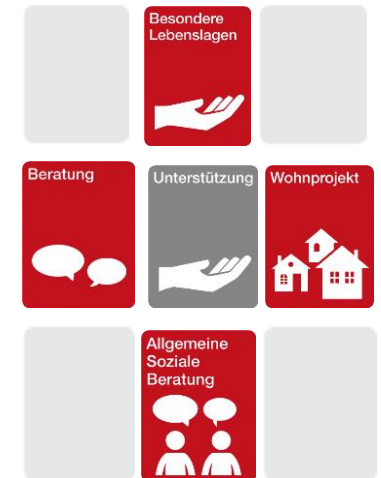 Besondere
Lebenslagen
Beratung
Unterstützung
Wohnprojekt
Allgemeine
Soziale
Beratung